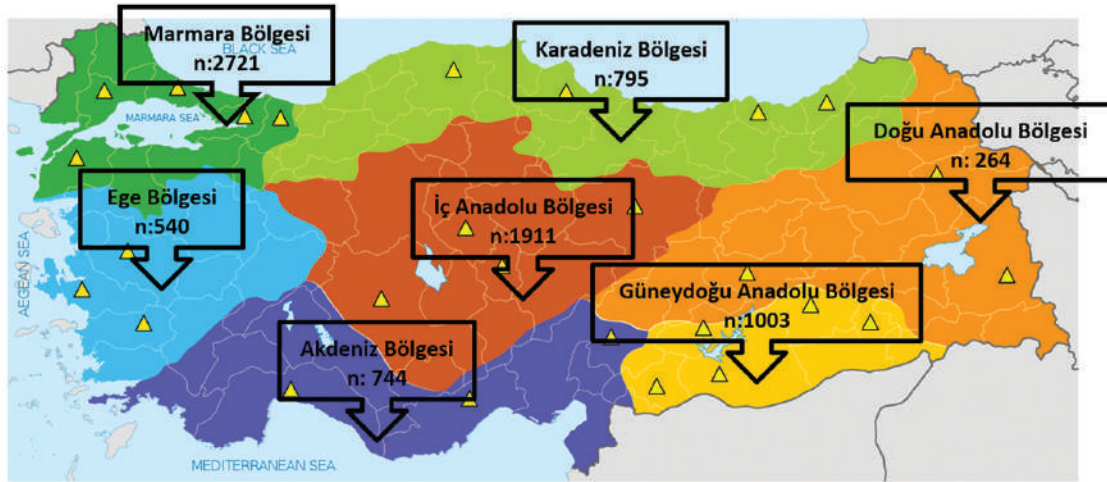 Marmara Bölgesi
BLACK SEA
n:2721
MARMARA SEA
Karadeniz Bölgesi
n:795
Doğu Anadolu Bölgesi
n: 264
Ege Bölgesi
n:540
İç Anadolu Bölgesi
n:1911
AEGEAN SEA
Güneydoğu Anadolu Bölgesi
n:1003
Akdeniz Bölgesi
n: 744
MEDITERRANEAN SEA